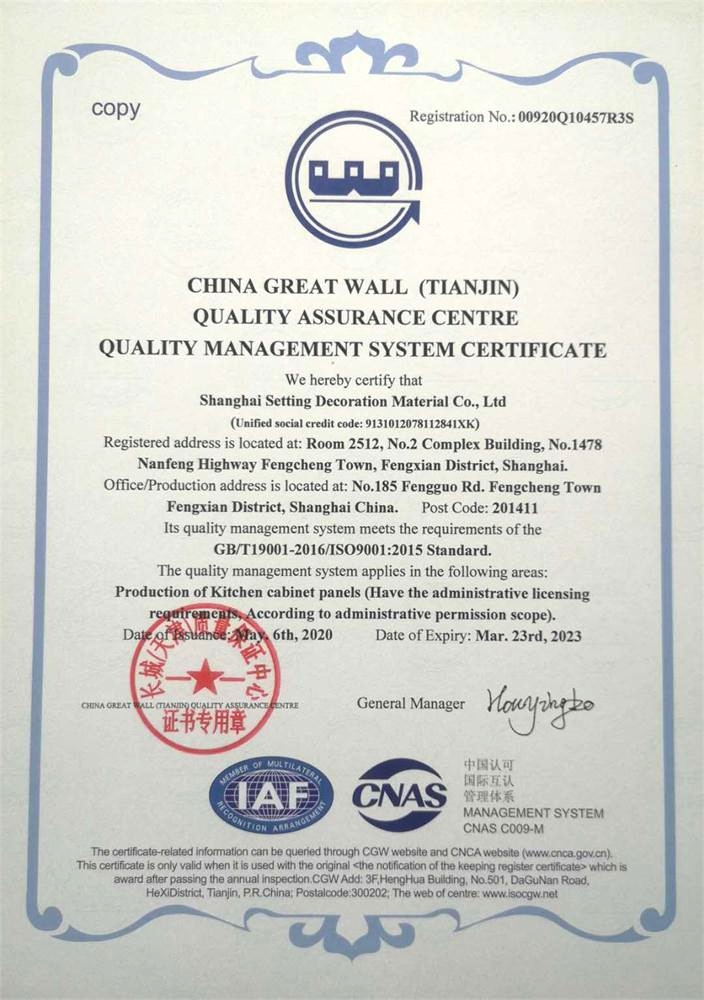 copy
Registration No.: 00920Q10457R3S
CHINA GREAT WALL (TIANJIN)
QUALITY ASSURANCE CENTRE
QUALITY MANAGEMENT SYSTEM CERTIFICATE
We hereby certify that
Shanghai Setting Decoration Material Co., Ltd
(Unified social credit code: 9131012078112841XK)
Registered address is located at: Room 2512, No.2 Complex Building, No.1478
Nanfeng Highway Fengcheng Town, Fengxian District, Shanghai.
Office/Production address is located at: No.185 Fengguo Rd. Fengcheng Town
Fengxian District, Shanghai China. Post Code: 201411
Its quality management system meets the requirements of the
GB/T19001-2016/ISO9001:2015 Standard.
The quality management system applies in the following areas:
Production of Kitchen cabinet panels (Have the administrative licensing
requirements, According to administrative permission scope).
Date of Issuance: May. 6th, 2020 Date of Expiry: Mar. 23rd, 2023
长城(天津)质量保证中心
CHINA GREAT WALL (TIANJIN) QUALITY ASSURANCE CENTRE
证书专用章
General Manager
MEMBER OF MULTILATERAL
IAF
RECOGNITION ARRANGEMENT
CNAS
中国认可
国际互认
管理体系
MANAGEMENT SYSTEM
CNAS C009-M
The certificate-related information can be queried through CGW website and CNCA website (www.cnca.gov.cn).
This certificate is only valid when it is used with the original <the notification of the keeping register certificate> which is
award after passing the annual inspection.CGW Add: 3F,HengHua Building, No.501, DaGuNan Road,
HeXiDistrict, Tianjin, P.R.China; Postalcode:300202; The web of centre: www.isocgw.net